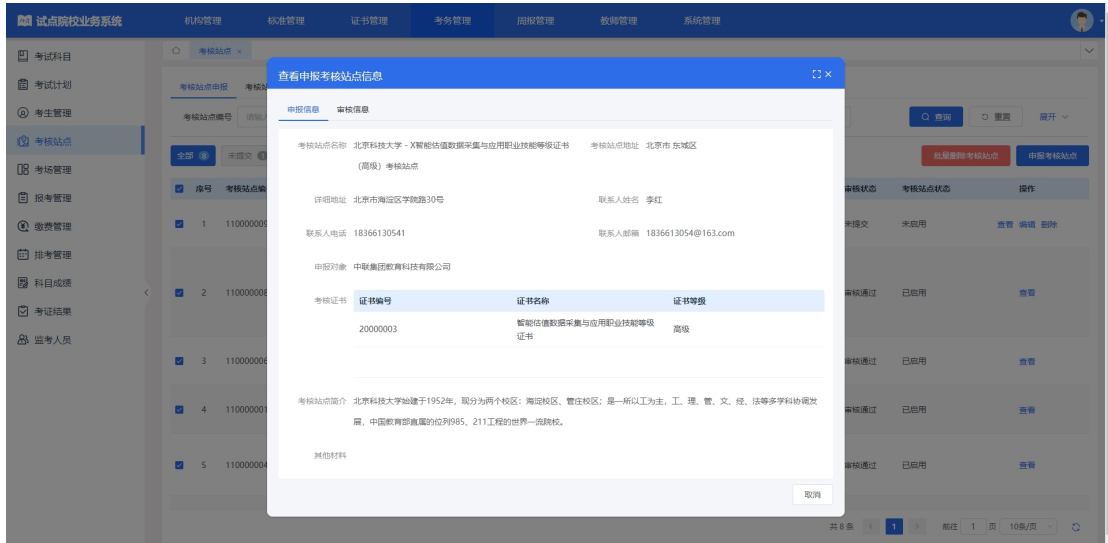 试点院校业务系统 机构管理 标准管理 证书管理 考务管理 周报管理 教师管理 系统管理
考试科目
考试计划
考生管理
考核站点
考场管理
报考管理
缴费管理
排考管理
科目成绩
考证结果
监考人员
考核站点 ×
考核站点申报 考核站
考核站点编号 请输入 查询 重置 展开
全部 8 未提交 1 批量删除考核站点 申报考核站点
序号 考核站点编 审核状态 考核站点状态 操作
1 11000009 未提交 未启用 查看 编辑 删除
2 11000008 审核通过 已启用 查看
3 11000006 审核通过 已启用 查看
4 11000001 审核通过 已启用 查看
5 11000004 审核通过 已启用 查看
共 8 条 1 前往 1 页 10条/页
查看申报考核站点信息
申报信息 审核信息
考核站点名称 北京科技大学 - X智能估值数据采集与应用职业技能等级证书
(高级)考核站点
考核站点地址 北京市 东城区
详细地址 北京市海淀区学院路30号 联系人姓名 李红
联系人电话 18366130541 联系人邮箱 1836613054@163.com
申报对象 中联集团教育科技有限公司
考核证书 证书编号 证书名称 证书等级
20000003 智能估值数据采集与应用职业技能等级
证书 高级
考核站点简介 北京科技大学始建于1952年,现分为两个校区:海淀校区、管庄校区;是一所以工为主,工、理、管、文、经、法等多学科协调发
展,中国教育部直属的位列985、211工程的世界一流院校。
其他材料
取消